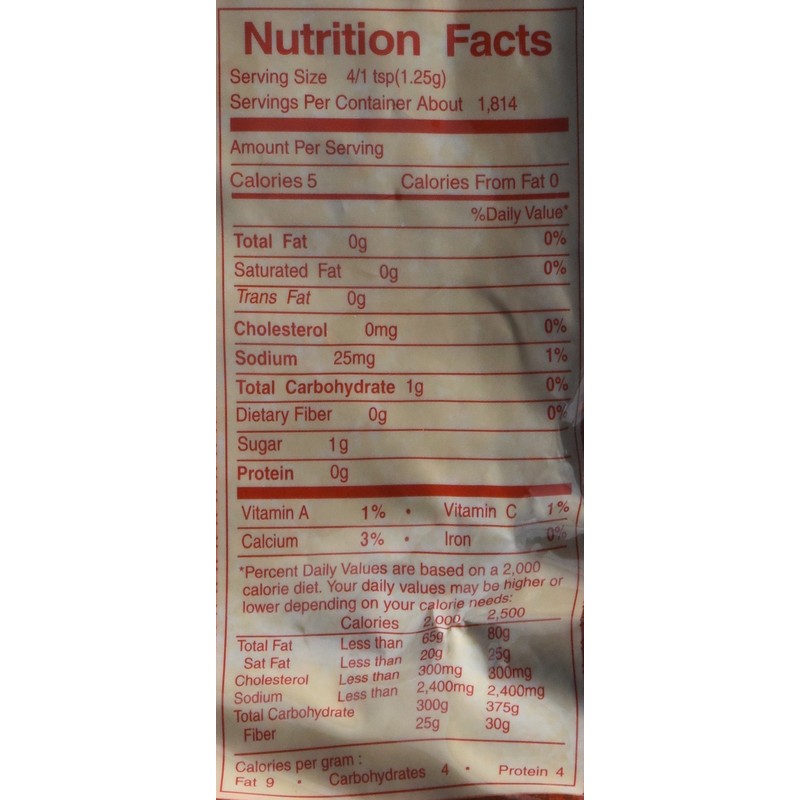 Nutrition Facts
Serving Size 4/1 tsp(1.25g)
Servings Per Container About 1,814
Amount Per Serving
Calories 5 Calories From Fat 0
%Daily Value*
Total Fat 0g 0%
Saturated Fat 0g 0%
Trans Fat 0g
Cholesterol 0mg 0%
Sodium 25mg 1%
Total Carbohydrate 1g 0%
Dietary Fiber 0g 0%
Sugar 1g
Protein 0g
Vitamin A 1% • Vitamin C 1%
Calcium 3% • Iron 0%
*Percent Daily Values are based on a 2,000
calorie diet. Your daily values may be higher or
lower depending on your calorie needs:
Calories 2,000 2,500
Total Fat Less than 65g 80g
Sat Fat Less than 20g 25g
Cholesterol Less than 300mg 300mg
Sodium Less than 2,400mg 2,400mg
Total Carbohydrate 300g 375g
Fiber 25g 30g
Calories per gram :
Fat 9 • Carbohydrates 4 • Protein 4